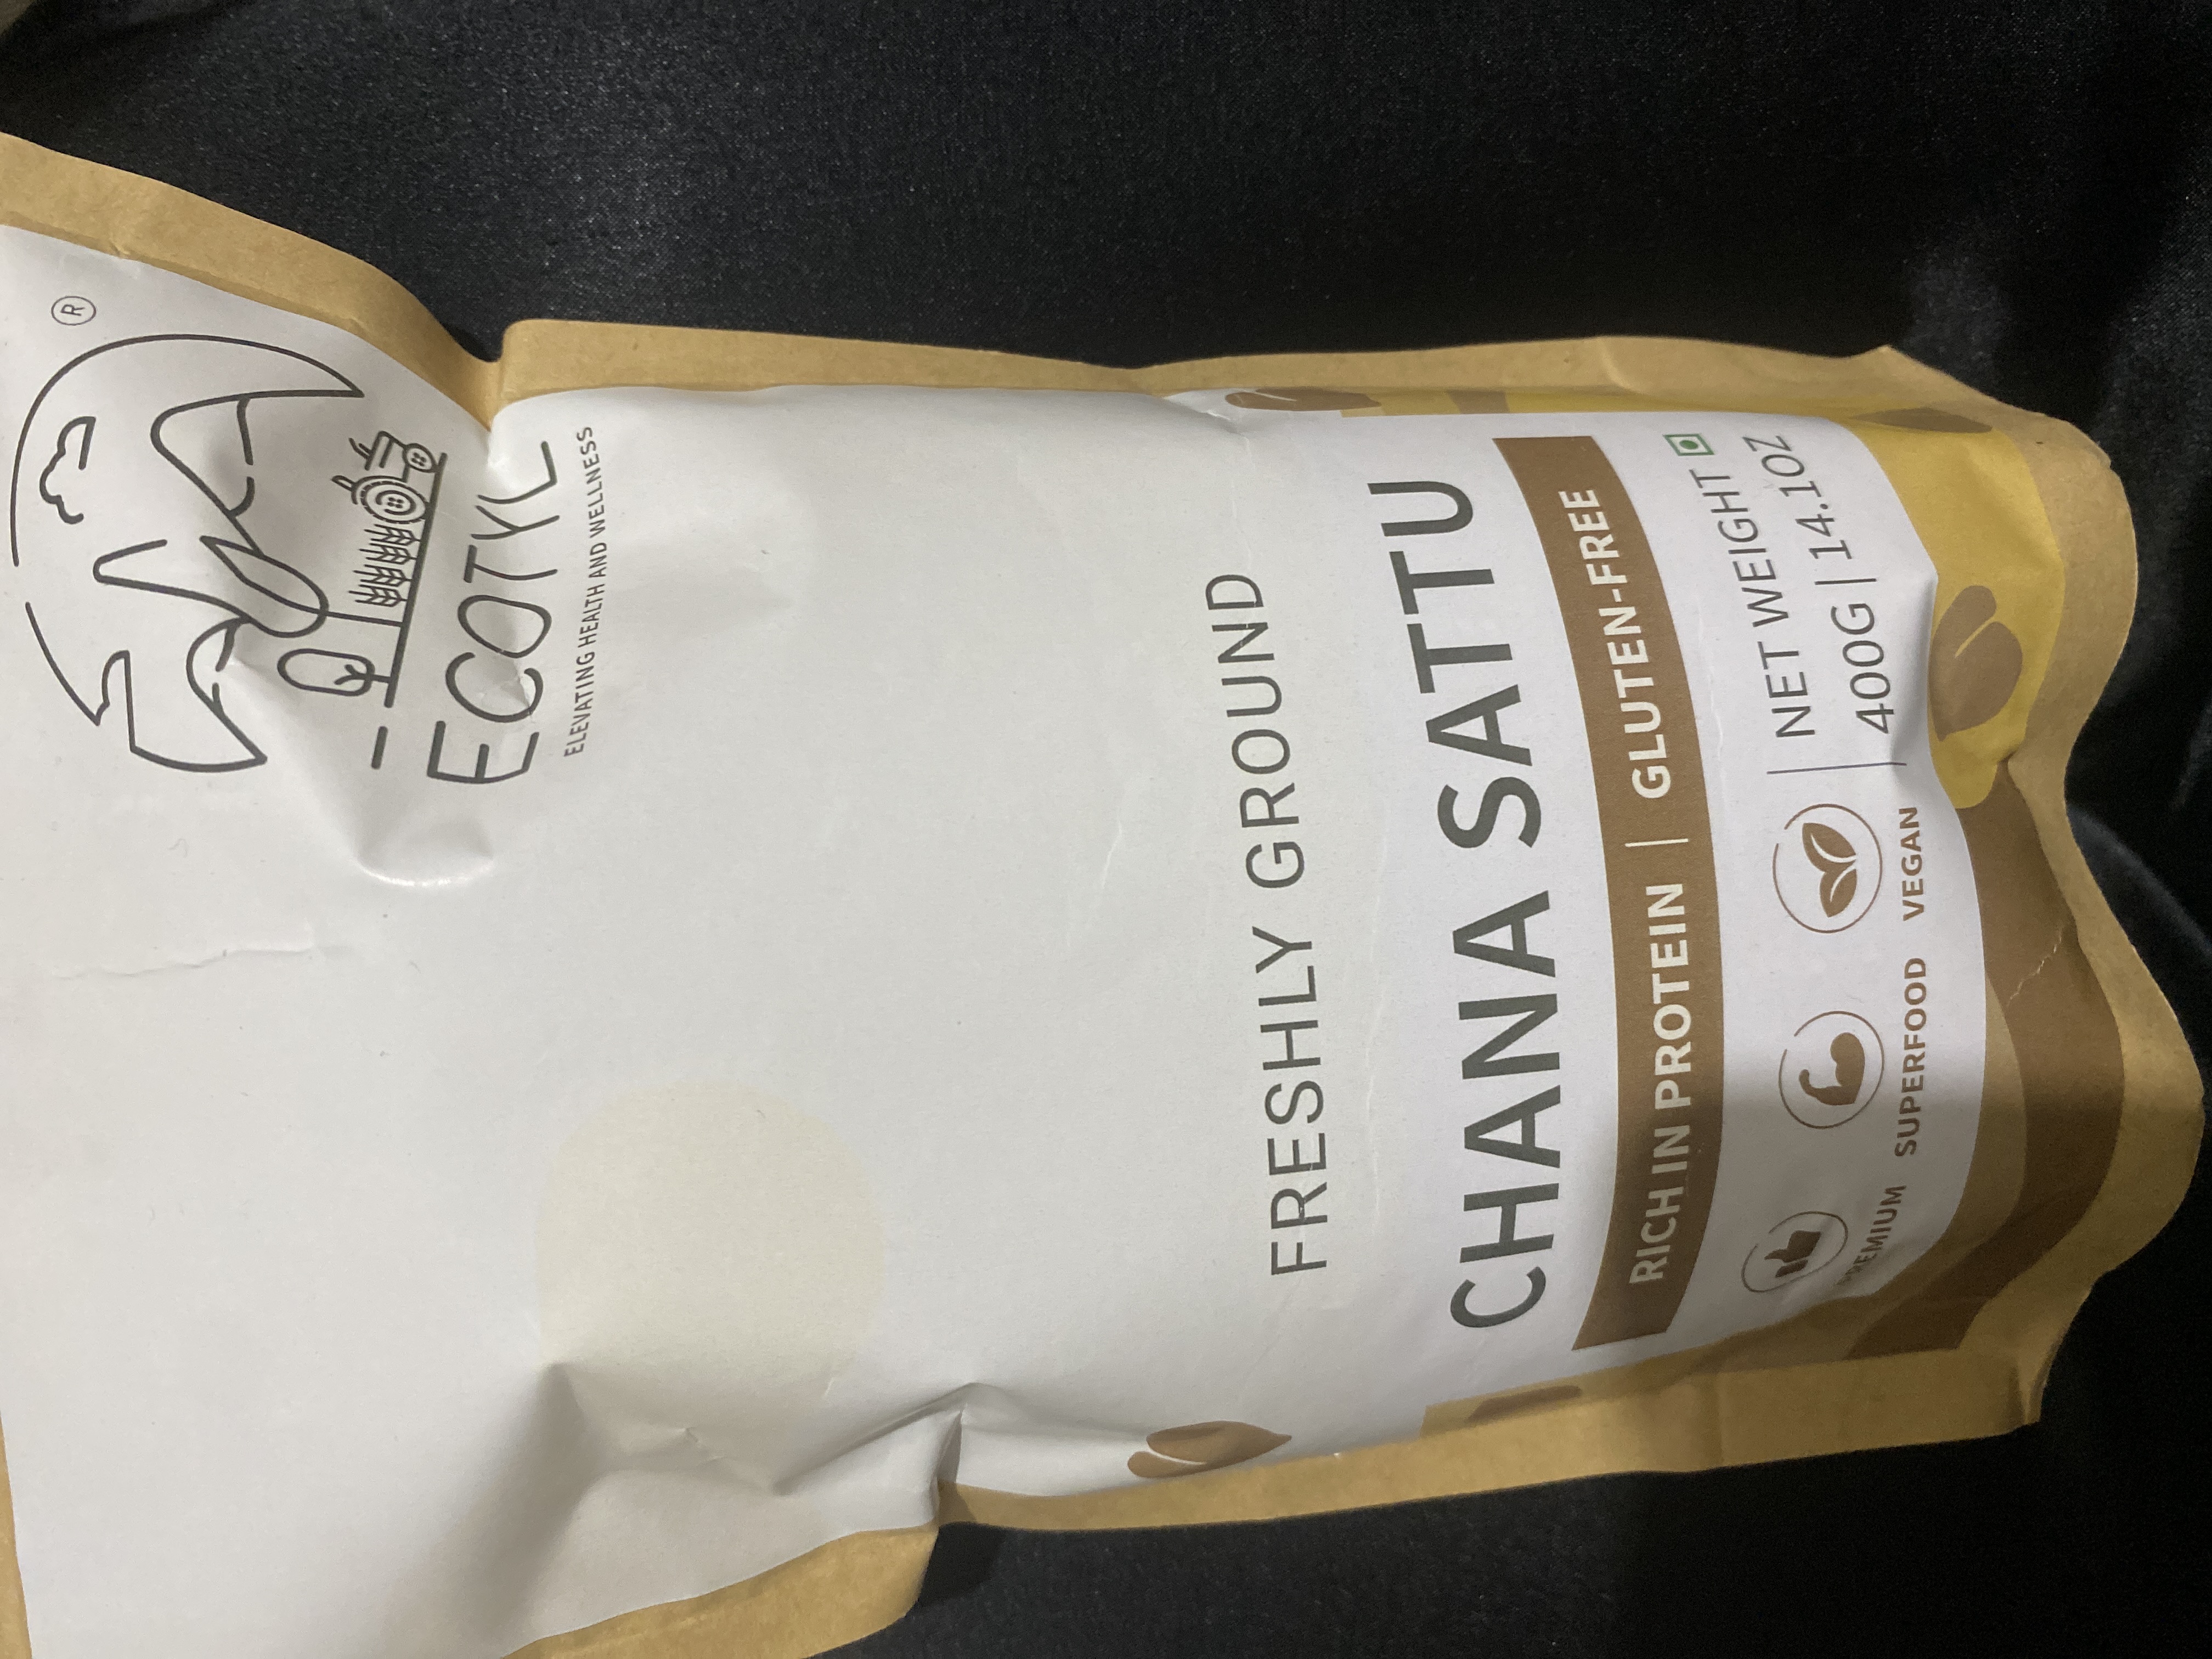 ®
ECOTYL
ELEVATING HEALTH AND WELLNESS
FRESHLY GROUND
CHANA SATTU
RICH IN PROTEIN | GLUTEN-FREE
PREMIUM SUPERFOOD VEGAN
NET WEIGHT
400G | 14.1OZ